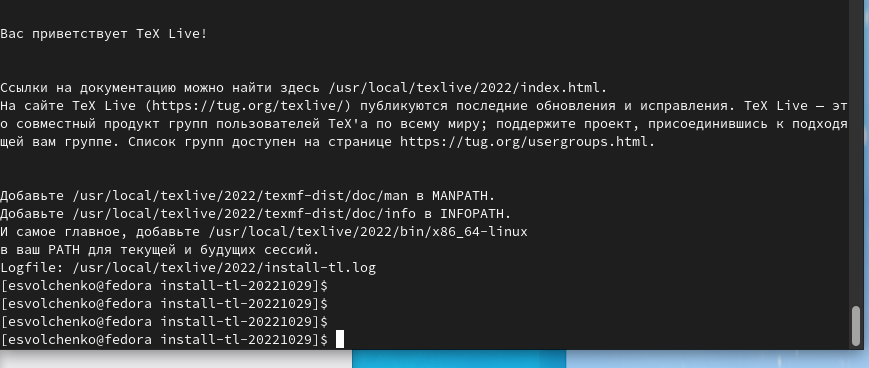 Вас приветствует TeX Live!
Ссылки на документацию можно найти здесь /usr/local/texlive/2022/index.html.
На сайте TeX Live (https://tug.org/texlive/) публикуются последние обновления и исправления. TeX Live — эт
о совместный продукт групп пользователей TeX'а по всему миру; поддержите проект, присоединившись к подходя
щей вам группе. Список групп доступен на странице https://tug.org/usergroups.html.
Добавьте /usr/local/texlive/2022/texmf-dist/doc/man в MANPATH.
Добавьте /usr/local/texlive/2022/texmf-dist/doc/info в INFOPATH.
И самое главное, добавьте /usr/local/texlive/2022/bin/x86_64-linux
в ваш PATH для текущей и будущих сессий.
Logfile: /usr/local/texlive/2022/install-tl.log
[esvolchenko@fedora install-tl-20221029]$
[esvolchenko@fedora install-tl-20221029]$
[esvolchenko@fedora install-tl-20221029]$
[esvolchenko@fedora install-tl-20221029]$